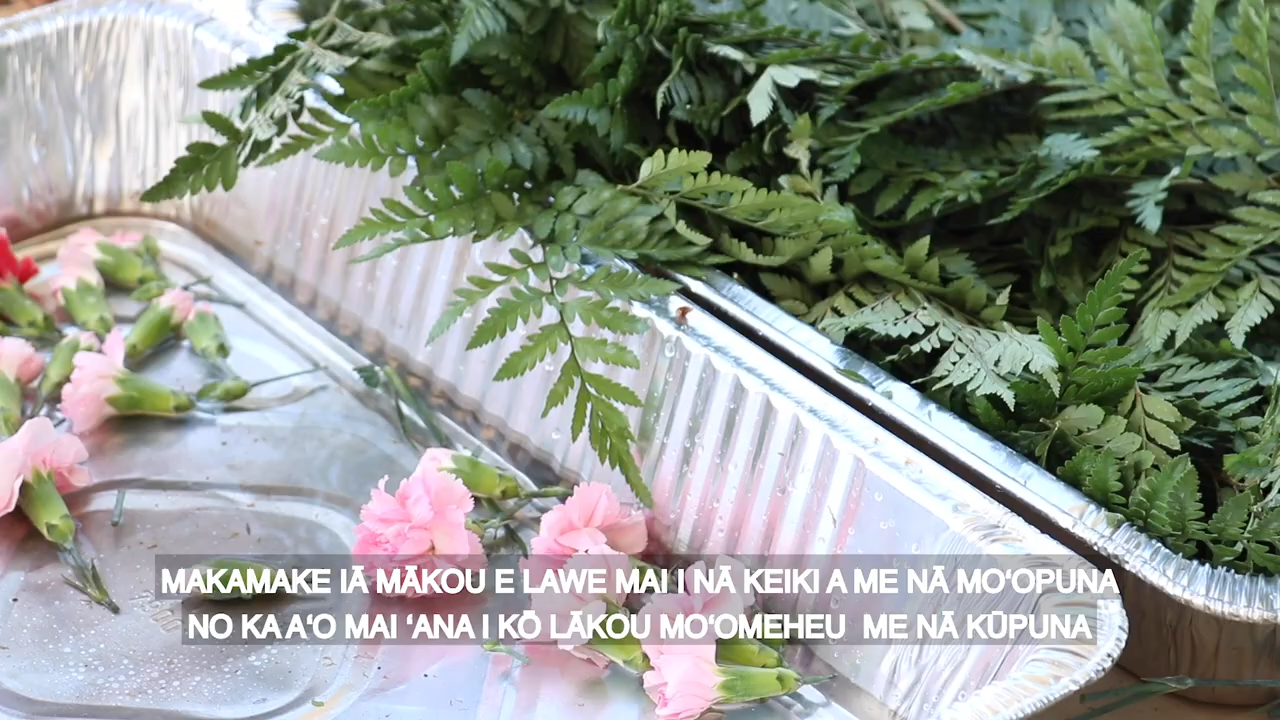 MAKAMAKE IĀ MĀKOU E LAWE MAI I NĀ KEIKI A ME NĀ MOʻOPUNA
NO KA AʻO MAI ʻANA I KŌ LĀKOU MOʻOMEHEU ME NĀ KŪPUNA